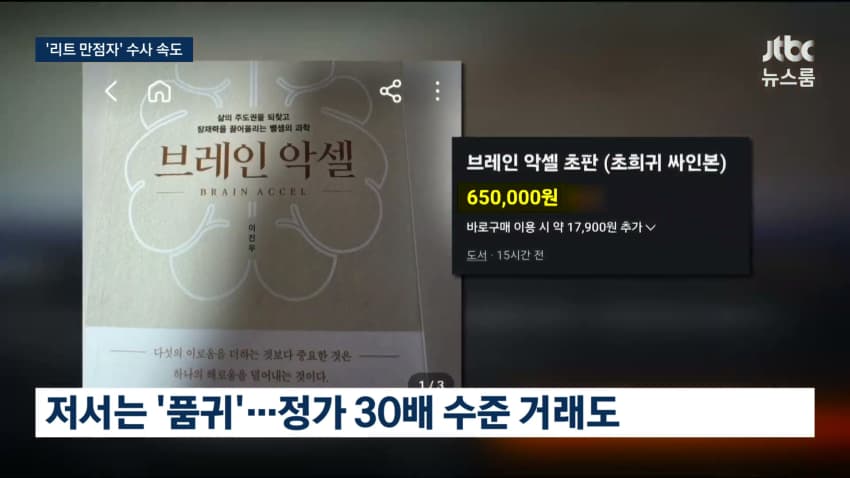 '리트 만점자' 수사 속도
jtbc
뉴스룸
삶의 주도권을 되찾고
잠재력을 끌어올리는 뺄셈의 과학
브레인 악셀
BRAIN ACCEL
이진우
다섯의 이로움을 더하는 것보다 중요한 것은
하나의 해로움을 덜어내는 것이다.
1 / 3
브레인 악셀 초판 (초희귀 싸인본)
650,000원
바로구매 이용 시 약 17,900원 추가
도서 · 15시간 전
저서는 '품귀'…정가 30배 수준 거래도